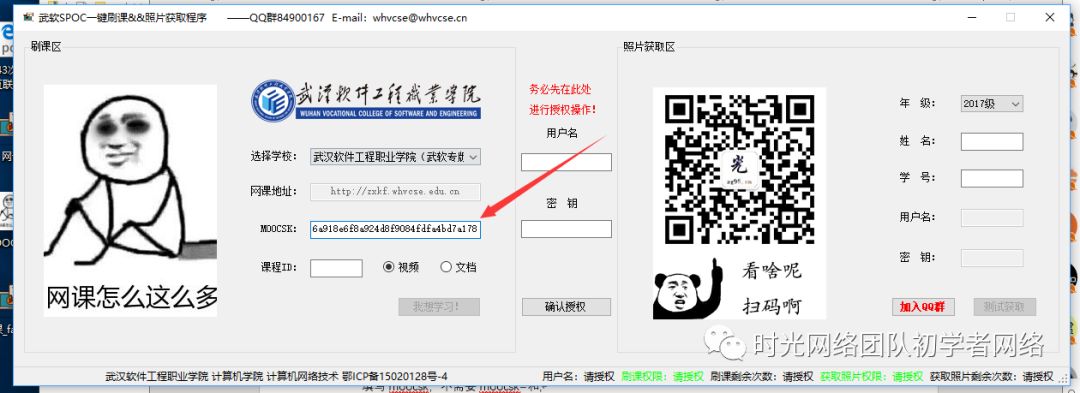 武软SPOC一键刷课&&照片获取程序 ——QQ群84900167 E-mail：whvcse@whvcse.cn
刷课区
网课怎么这么多
武汉软件工程职业学院
WUHAN VOCATIONAL COLLEGE OF SOFTWARE AND ENGINEERING
选择学校：
武汉软件工程职业学院（武软专
网课地址：
http://zxkf.whvcse.edu.cn
MOOCSK：
6a918e6f8a924d8f9084fdfa4bd7a178
课程ID：
视频
文档
我想学习！
务必先在此处
进行授权操作！
用户名
密 钥
确认授权
照片获取区
光
zg95.cn
看啥呢
扫码啊
年 级：
2017级
姓 名：
学 号：
用户名：
密 钥：
加入QQ群
测试获取
时光网络团队初学者网络
武汉软件工程职业学院 计算机学院 计算机网络技术 鄂ICP备15020128号-4
用户名：请授权 刷课权限：请授权 刷课剩余次数：请授权 获取照片权限：请授权 获取照片剩余次数：请授权